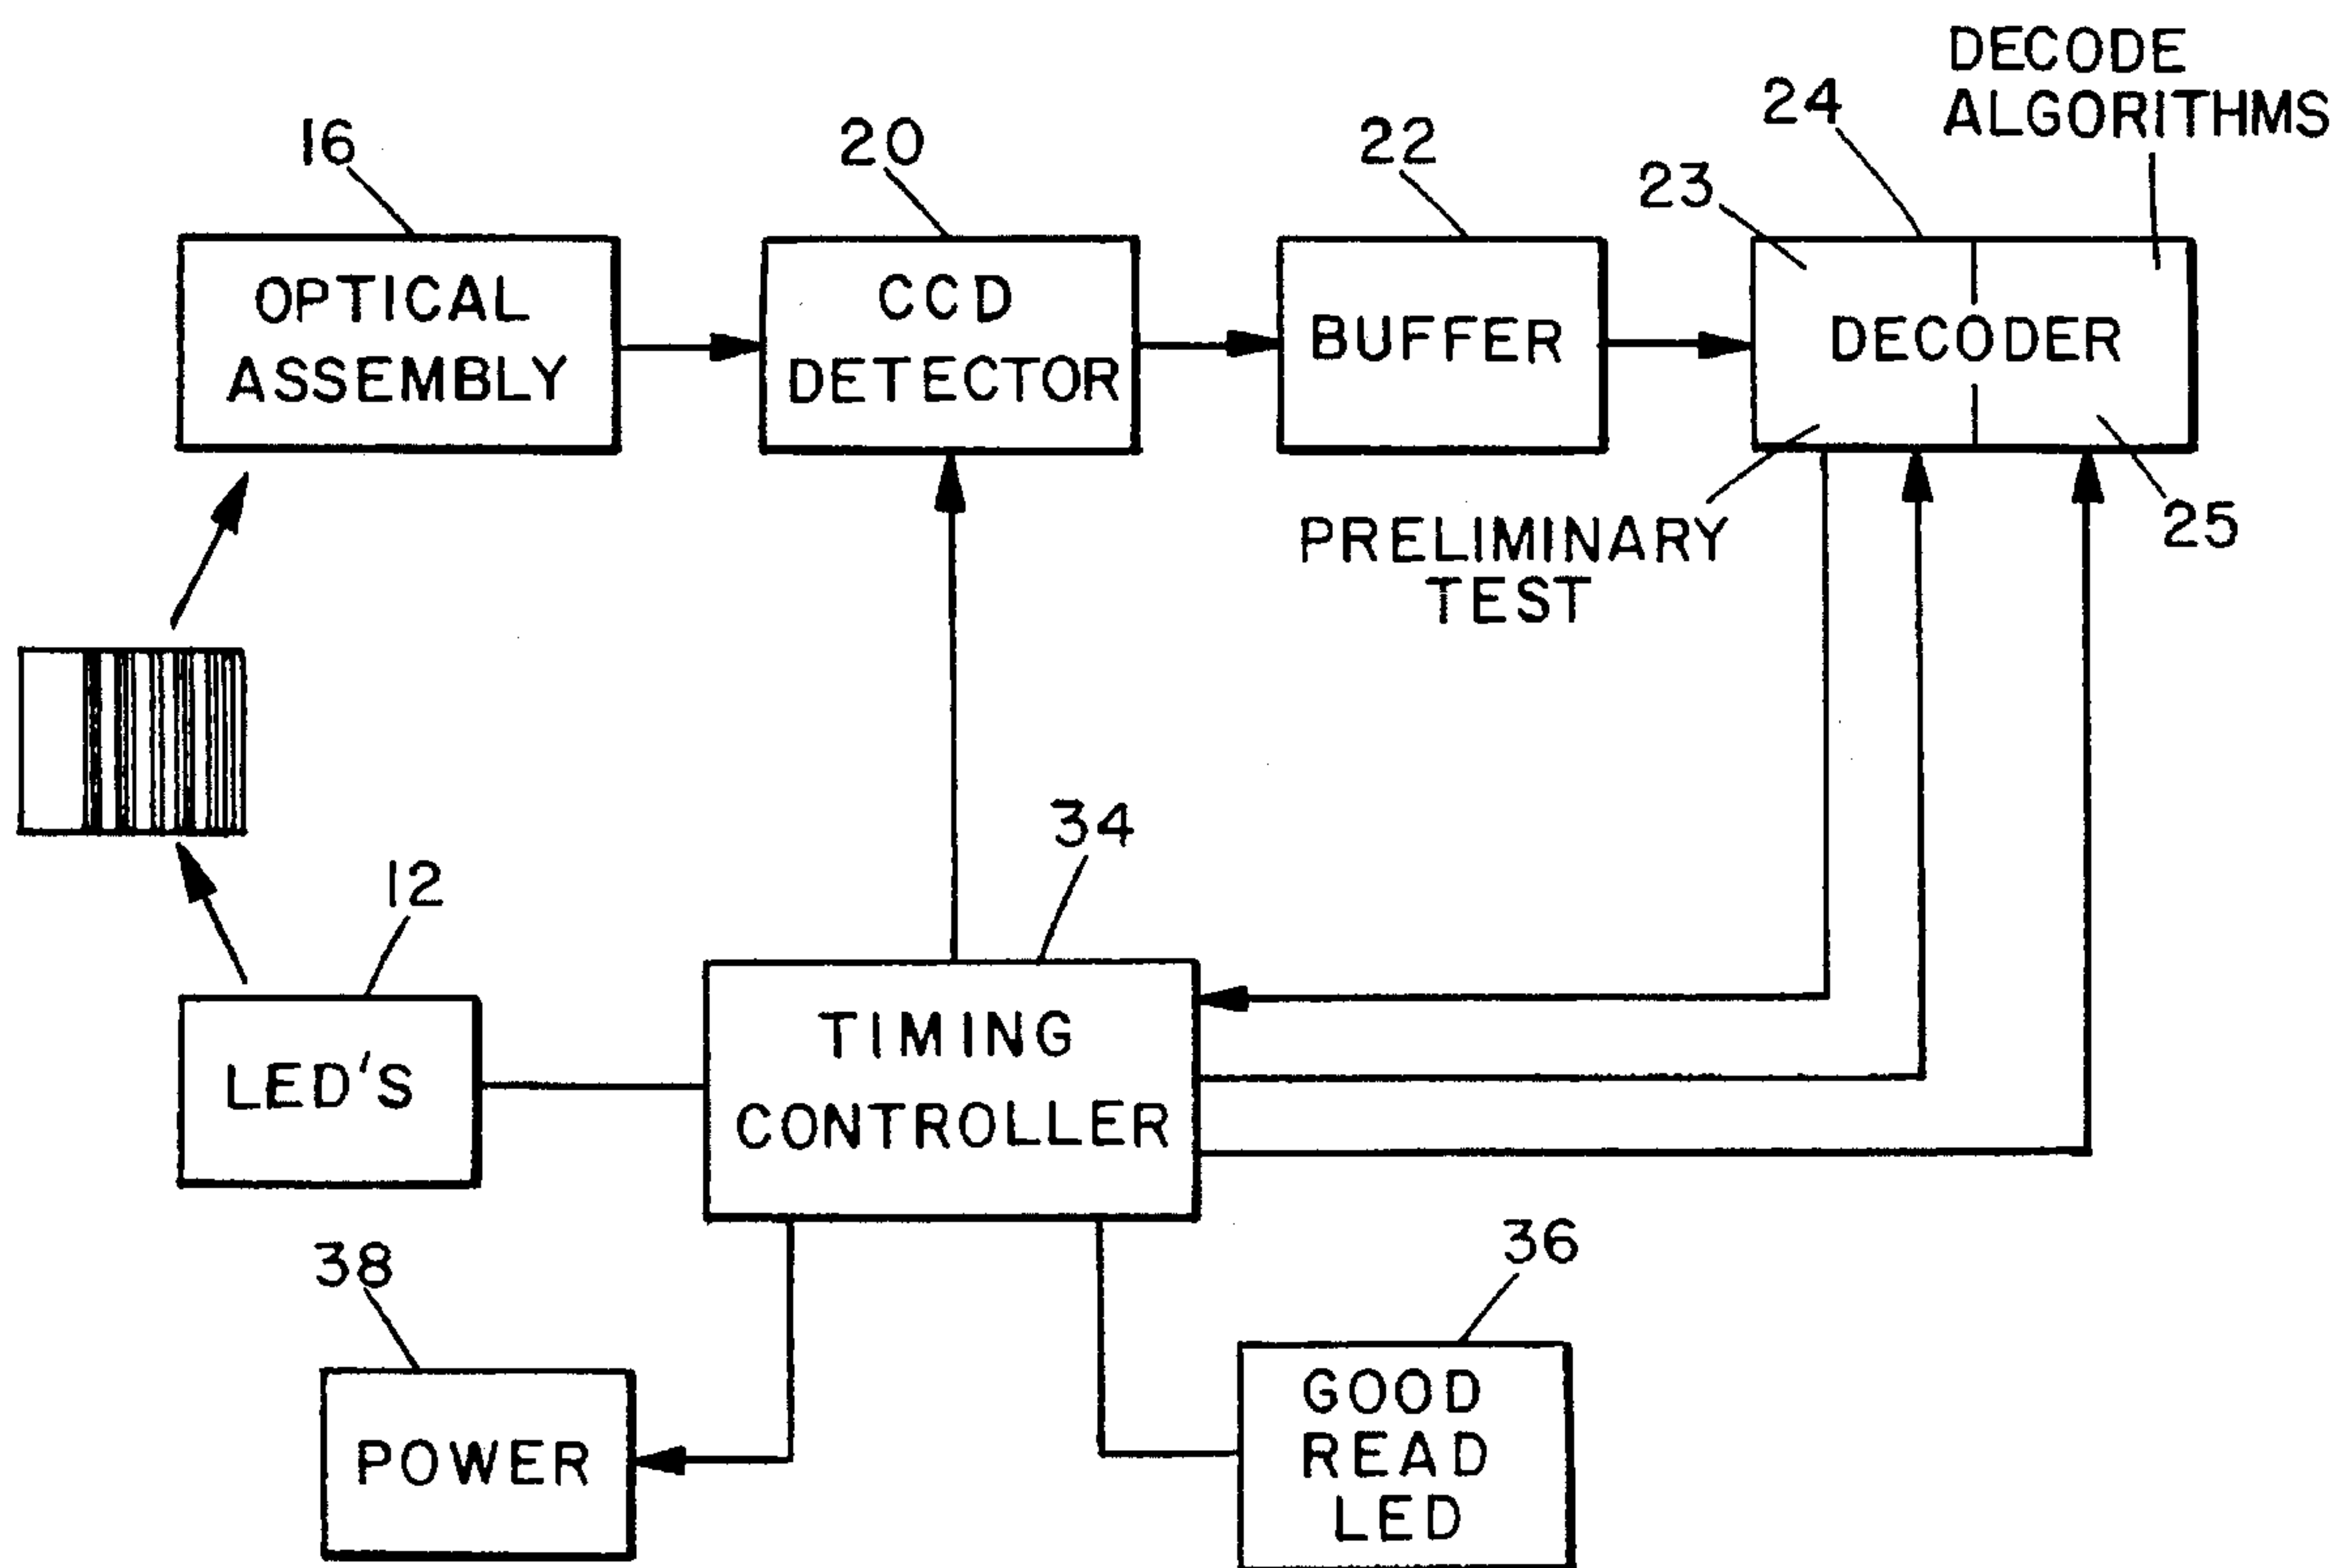 DECODE
ALGORITHMS
16
20
22
24
23
OPTICAL
ASSEMBLY
CCD
DETECTOR
BUFFER
DECODER
PRELIMINARY
TEST
25
34
12
LED'S
TIMING
CONTROLLER
38
36
POWER
GOOD
READ
LED